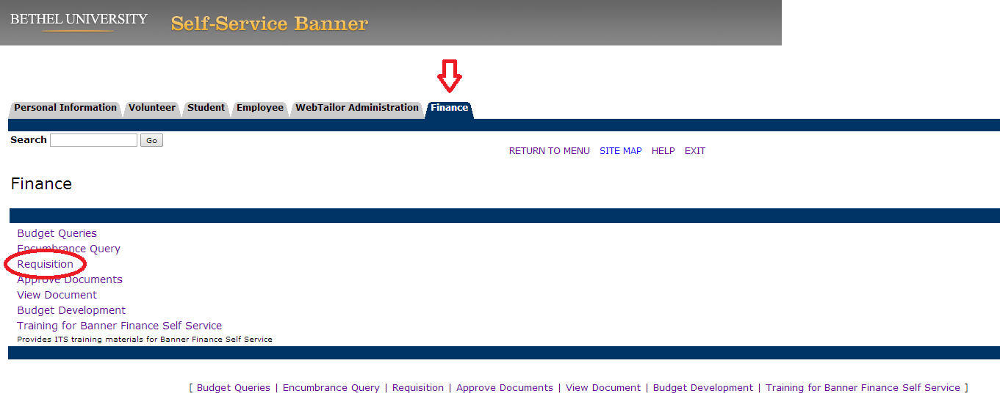 BETHEL UNIVERSITY Self-Service Banner
Personal Information Volunteer Student Employee WebTailor Administration Finance
Search Go
RETURN TO MENU SITE MAP HELP EXIT
Finance
Budget Queries
Encumbrance Query
Requisition
Approve Documents
View Document
Budget Development
Training for Banner Finance Self Service
Provides ITS training materials for Banner Finance Self Service
[ Budget Queries | Encumbrance Query | Requisition | Approve Documents | View Document | Budget Development | Training for Banner Finance Self Service ]